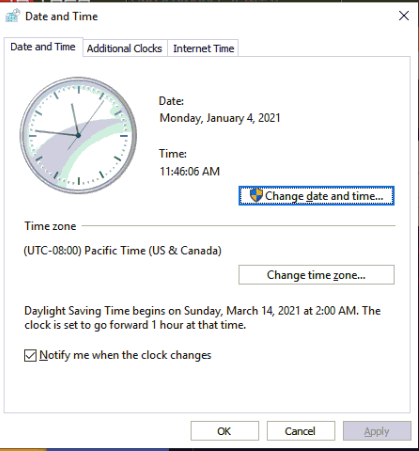 Date and Time
Date and Time
Additional Clocks
Internet Time
Date:
Monday, January 4, 2021
Time:
11:46:06 AM
Change date and time...
Time zone
(UTC-08:00) Pacific Time (US & Canada)
Change time zone...
Daylight Saving Time begins on Sunday, March 14, 2021 at 2:00 AM. The
clock is set to go forward 1 hour at that time.
Notify me when the clock changes
OK
Cancel
Apply